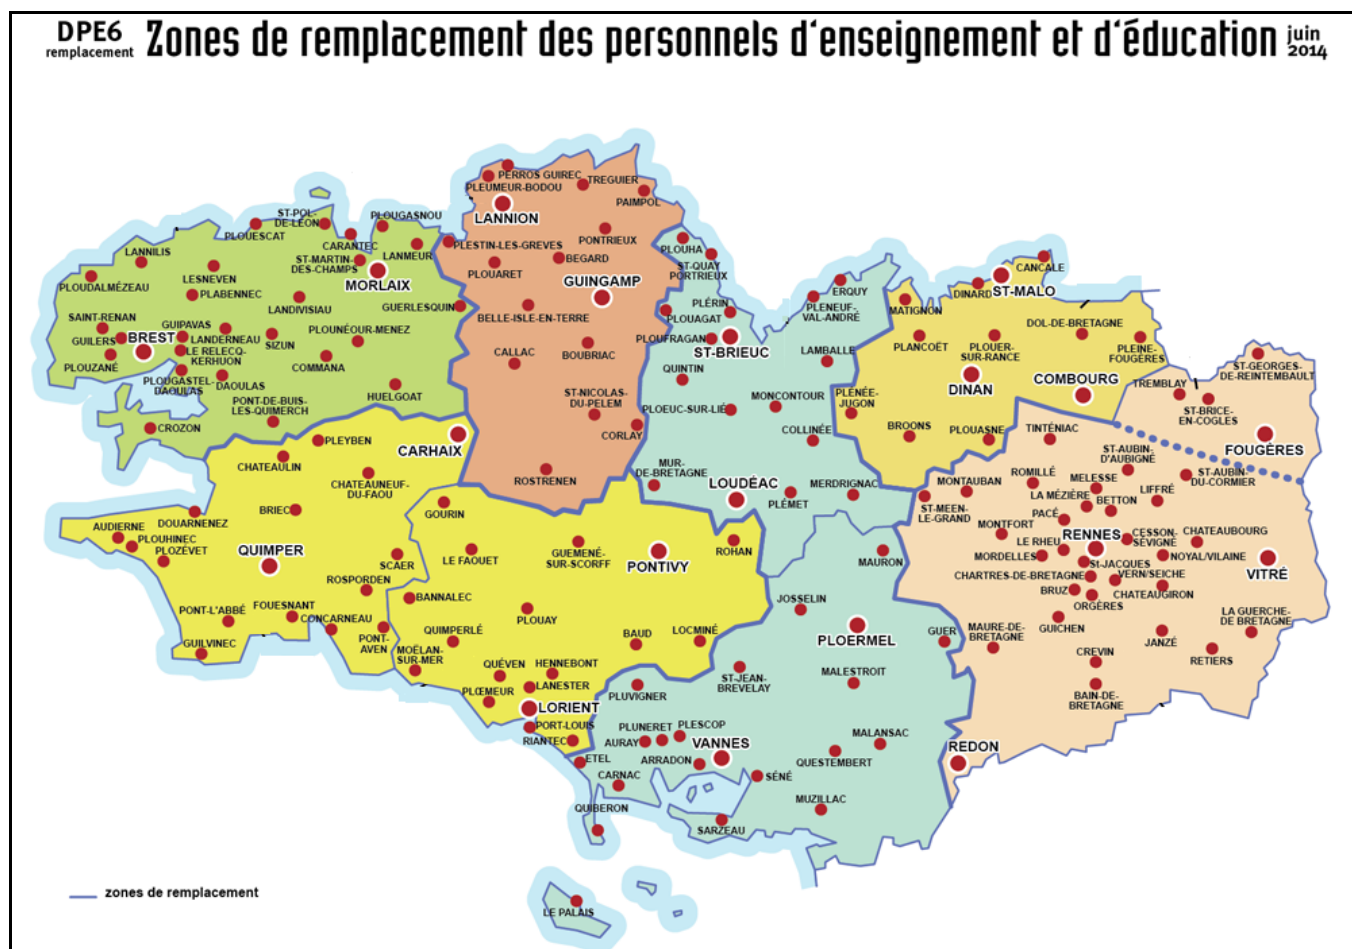 DPE6
remplacement
Zones de remplacement des personnels d'enseignement et d'éducation
juin
2014
PERROS GUIREC
PLEUMEUR-BODOU
TREGUIER
PAIMPOL
LANNION
PLESTIN-LES-GREVES
PONTRIEUX
BEGARD
PLOUARET
GUINGAMP
BELLE-ISLE-EN-TERRE
CALLAC
BOUBRIAC
ST-NICOLAS-
DU-PELEM
CORLAY
ROSTRENEN
ST-POL-
DE-LÉON
PLOUGASNOU
PLOUESCAT
CARANTEC
LANMEUR
ST-MARTIN-
DES-CHAMPS
MORLAIX
LANNILIS
LESNEVEN
PLOUDALMÉZEAU
PLABENNEC
LANDIVISIAU
GUERLESQUIN
SAINT-RENAN
GUIPAVAS
PLOUNÉOUR-MENEZ
GUILERS
BREST
LANDERNEAU
SIZUN
LE RELECQ-
KERHUON
PLOUZANÉ
COMMANA
PLOUGASTEL-
DAOULAS
DAOULAS
HUELGOAT
PONT-DE-BUIS-
LES-QUIMERCH
CROZON
PLEYBEN
CARHAIX
CHATEAULIN
CHATEAUNEUF-
DU-FAOU
BRIEC
DOUARNENEZ
AUDIERNE
PLOUHINEC
PLOZÉVET
QUIMPER
SCAER
ROSPORDEN
PONT-L'ABBÉ
FOUESNANT
CONCARNEAU
GUILVINEC
PONT-
AVEN
GOURIN
LE FAOUET
GUEMENÉ-
SUR-SCORFF
PONTIVY
ROHAN
BANNALEC
PLOUAY
QUIMPERLÉ
BAUD
LOCMINÉ
MOËLAN-
SUR-MER
QUÉVEN
HENNEBONT
LANESTER
PLŒMEUR
LORIENT
PORT-LOUIS
RIANTEC
PLOUHA
ST-QUAY
PORTRIEUX
ERQUY
PLENEUF-
VAL-ANDRÉ
PLÉRIN
PLOUAGAT
PLOUFRAGAN
ST-BRIEUC
LAMBALLE
QUINTIN
PLOEUC-SUR-LIÉ
MONCONTOUR
COLLINÉE
MUR-
DE-BRETAGNE
LOUDÉAC
PLÉMET
MERDRIGNAC
CANCALE
DINARD
ST-MALO
MATIGNON
DOL-DE-BRETAGNE
PLANCOËT
PLOUER-
SUR-RANCE
PLEINE-
FOUGÈRES
DINAN
COMBOURG
PLENÉE-
JUGON
BROONS
PLOUASNE
ST-GEORGES-
DE-REINTEMBAULT
TREMBLAY
ST-BRICE-
EN-COGLES
FOUGÈRES
TINTÉNIAC
ST-AUBIN-
D'AUBIGNÉ
ST-AUBIN-
DU-CORMIER
ROMILLÉ
MELESSE
MONTAUBAN
LIFFRÉ
LA MÉZIÈRE
BETTON
ST-MEEN-
LE-GRAND
PACÉ
MONTFORT
RENNES
CESSON-
SÉVIGNÉ
CHATEAUBOURG
LE RHEU
MORDELLES
NOYAL/VILAINE
ST-JACQUES
VITRÉ
CHARTRES-DE-BRETAGNE
VERN/SEICHE
BRUZ
CHATEAUGIRON
ORGÈRES
GUICHEN
LA GUERCHE-
DE BRETAGNE
MAURE-DE-
BRETAGNE
JANZÉ
CREVIN
RETIERS
BAIN-DE-
BRETAGNE
REDON
MAURON
JOSSELIN
PLOERMEL
GUER
ST-JEAN-
BREVELAY
MALESTROIT
PLUVIGNER
PLUNERET
PLESCOP
AURAY
VANNES
MALANSAC
ARRADON
QUESTEMBERT
ETEL
CARNAC
SÉNÉ
MUZILLAC
QUIBERON
SARZEAU
LE PALAIS
zones de remplacement